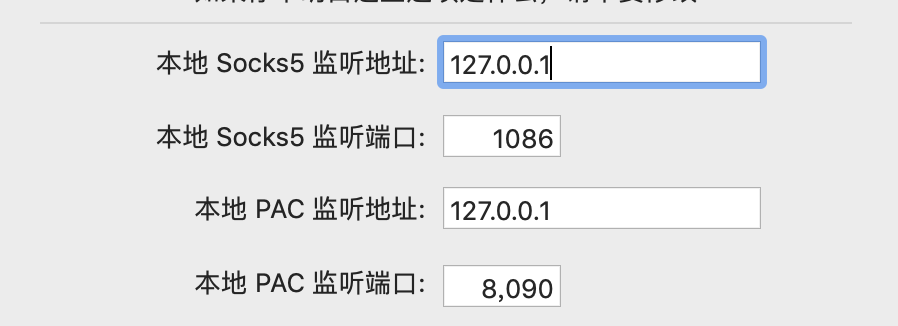 本地 Socks5 监听地址: 127.0.0.1
本地 Socks5 监听端口: 1086
本地 PAC 监听地址: 127.0.0.1
本地 PAC 监听端口: 8,090